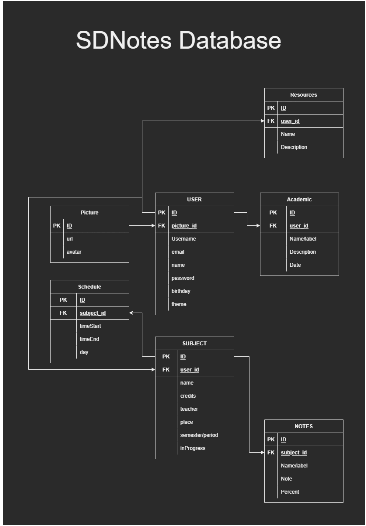 SDNotes Database
Resources
PK ID
FK user_id
Name
Description
Picture
PK ID
url
avatar
USER
PK ID
FK picture_id
Username
email
name
password
birthday
theme
Academic
PK ID
FK user_id
Name/label
Description
Date
Schedule
PK ID
FK subject_id
timeStart
timeEnd
day
SUBJECT
PK ID
FK user_id
name
credits
teacher
place
semester/period
inProgress
NOTES
PK ID
FK subject_id
Name/label
Note
Percent